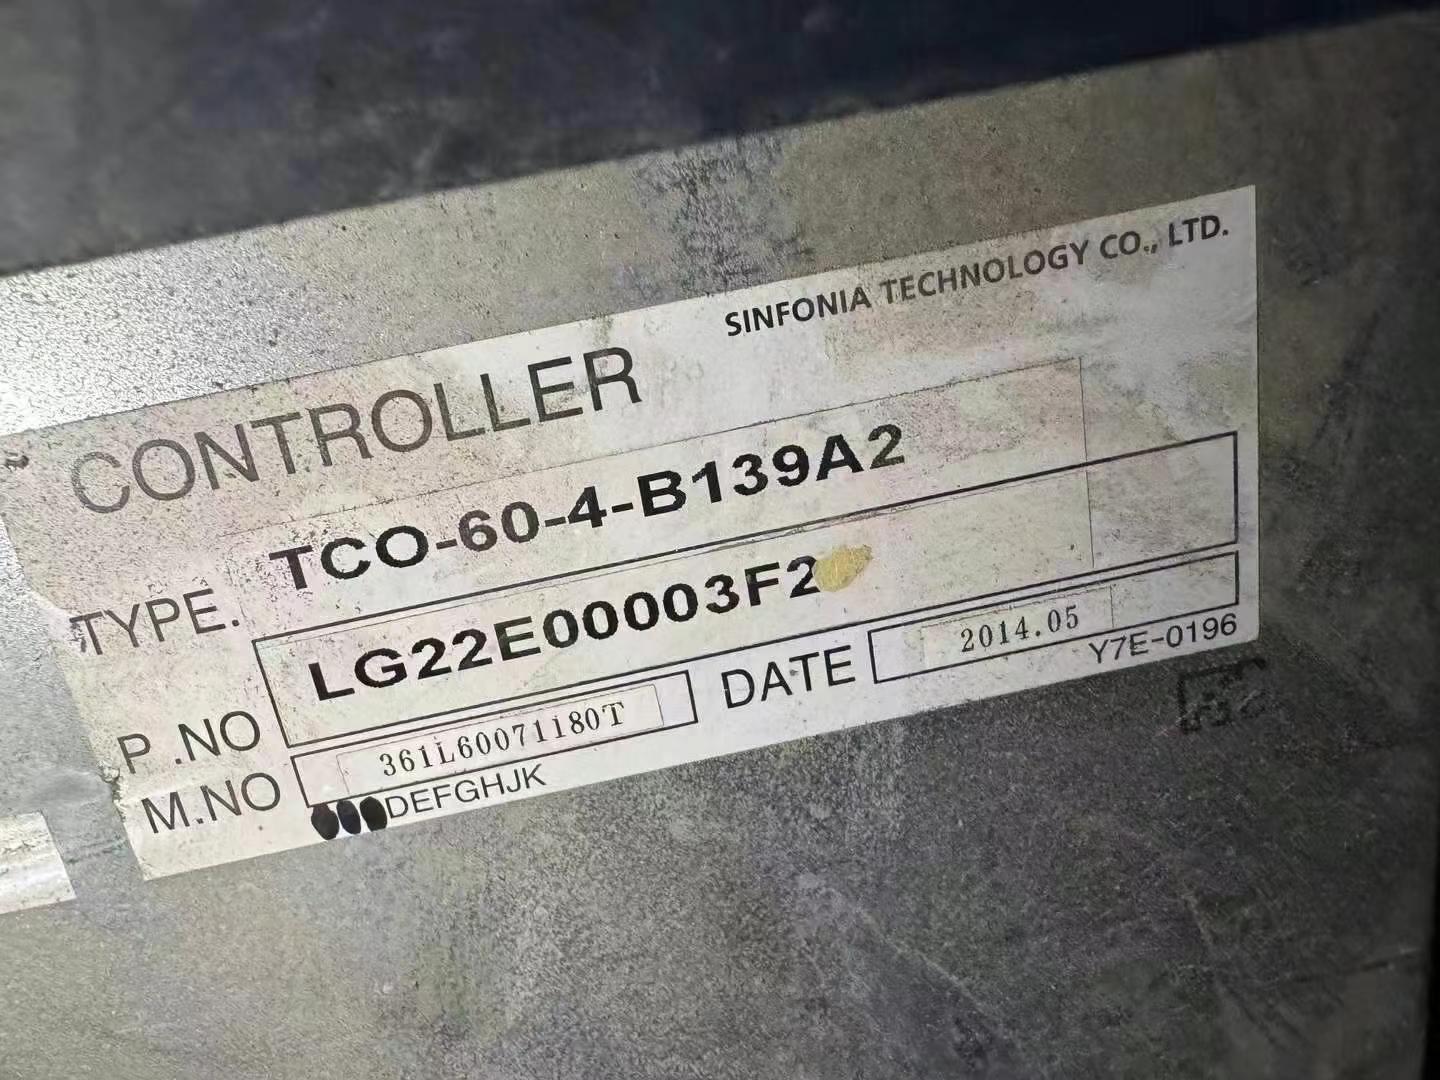 SINFONIA TECHNOLOGY CO., LTD.
CONTROLLER
TYPE. TCO-60-4-B139A2
P .NO LG22E00003F2
M.NO 361L60071180T DATE 2014.05
DEFGHJK Y7E-0196